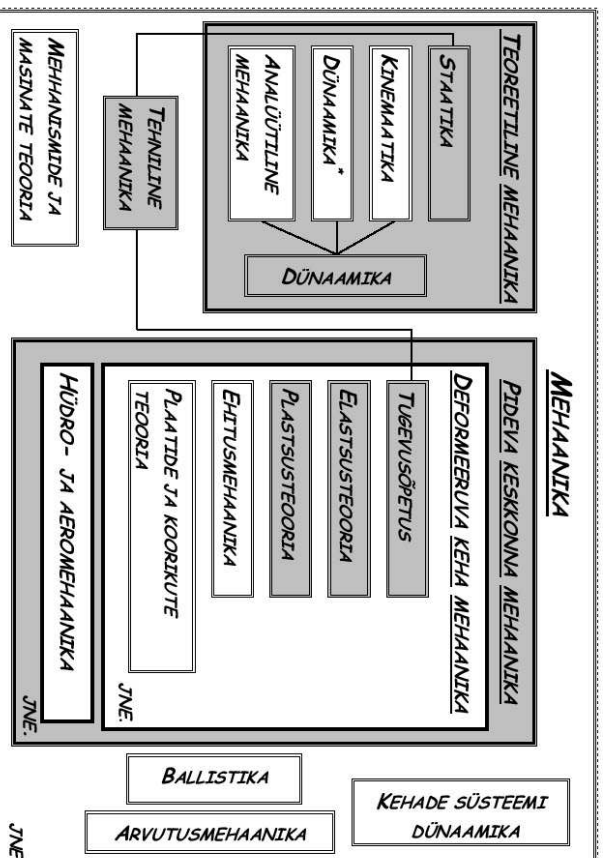 MEHAANIKA
TEOREETILINE MEHAANIKA
STAATIKA
KINEMAATIKA
DÜNAAMIKA*
ANALÜÜTILINE
MEHAANIKA
DÜNAAMIKA
TEHNILINE
MEHAANIKA
MEHHANISMIDE JA
MASINATE TEOORIA
PIDEVA KESKKONNA MEHAANIKA
DEFORMEERUVA KEHA MEHAANIKA
TUGEVUSÕPETUS
ELASTSUSTEOORIA
PLASTSUSTEOORIA
EHITUSMEHAANIKA
PLAATIDE JA KOORIKUTE
TEOORIA
JNE.
HÜDRO- JA AEROMEHAANIKA
JNE.
KEHADE SÜSTEEMI
DÜNAAMIKA
BALLISTIKA
ARVUTUSMEHAANIKA
JNE